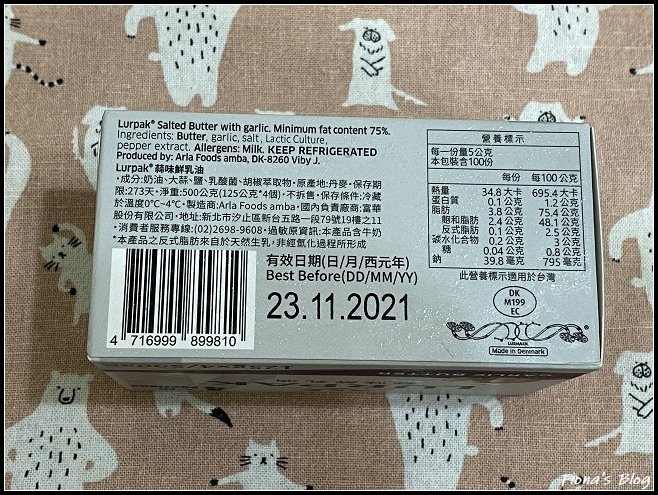 Lurpak® Salted Butter with garlic. Minimum fat content 75%.
Ingredients: Butter, garlic, salt, Lactic Culture,
pepper extract. Allergens: Milk. KEEP REFRIGERATED
Produced by: Arla Foods amba, DK-8260 Viby J.
Lurpak® 蒜味鮮乳油
•成分:奶油、大蒜、鹽、乳酸菌、胡椒萃取物•原產地:丹麥•保存期
限:273天•淨重:500公克(125公克*4個)•不拆售•保存條件:冷藏
於溫度0℃~4℃•製造商:Arla Foods amba•國內負責廠商:富華
股份有限公司•地址:新北市汐止區新台五路一段79號19樓之11
•消費者服務專線:(02)2698-9608•過敏原資訊:本產品含牛奶
•本產品之反式脂肪來自於天然生乳,非經氫化過程所形成
4 716999 899810
有效日期(日/月/西元年)
Best Before(DD/MM/YY)
23.11.2021
營養標示
每一份量5公克
本包裝含100份
每份 每100公克
熱量 34.8大卡 695.4大卡
蛋白質 0.1公克 1.2公克
脂肪 3.8公克 75.4公克
飽和脂肪 2.4公克 48.1公克
反式脂肪 0.1公克 2.5公克
碳水化合物 0.2公克 3公克
糖 0.04公克 0.8公克
鈉 39.8毫克 795毫克
此營養標示適用於台灣
DK
M199
EC
LURMARK
Made in Denmark
Fiona's Blog